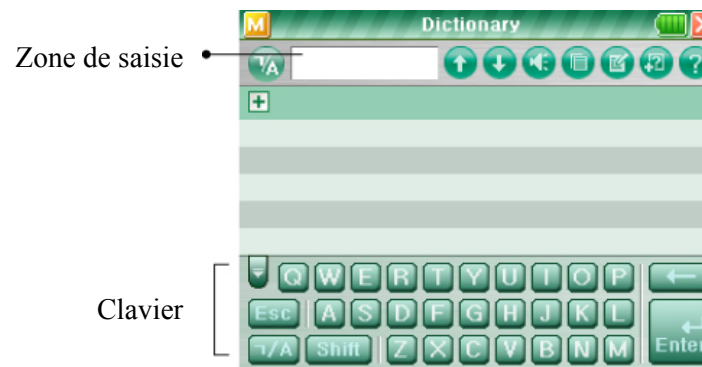 M Dictionary
Zone de saisie
ㄱ/A ?
+
Q W E R T Y U I O P ←
Clavier
Esc A S D F G H J K L
ㄱ/A Shift Z X C V B N M Enter